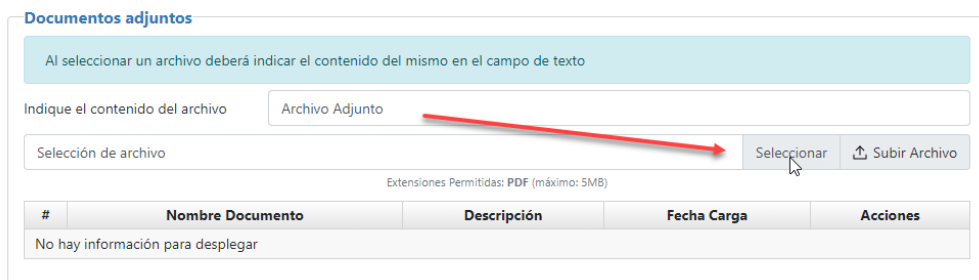 Documentos adjuntos
Al seleccionar un archivo deberá indicar el contenido del mismo en el campo de texto
Indique el contenido del archivo Archivo Adjunto
Selección de archivo Seleccionar Subir Archivo
Extensiones Permitidas: PDF (máximo: 5MB)
# Nombre Documento Descripción Fecha Carga Acciones
No hay información para desplegar